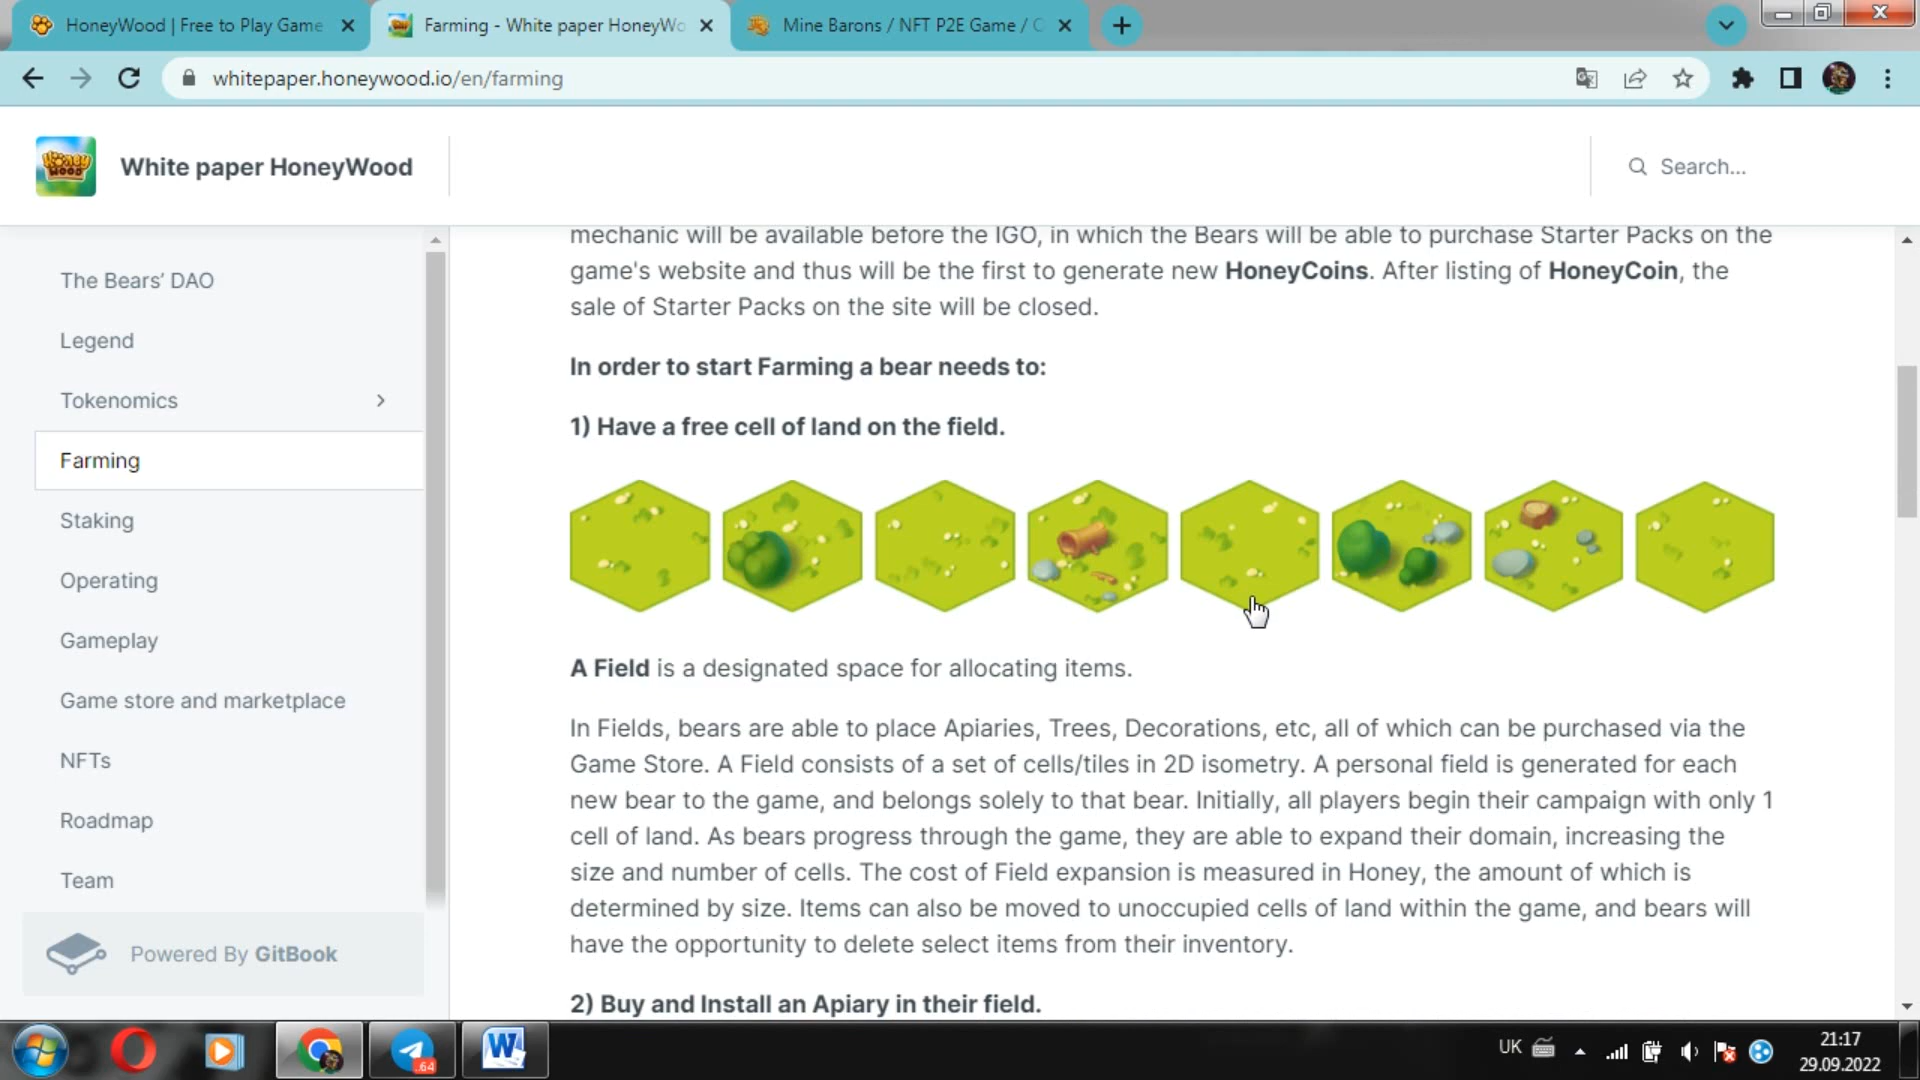 HoneyWood | Free to Play Game
Farming - White paper HoneyWo
Mine Barons / NFT P2E Game / C
whitepaper.honeywood.io/en/farming
HONEY
WOOD
White paper HoneyWood
Search...
The Bears’ DAO
Legend
Tokenomics
Farming
Staking
Operating
Gameplay
Game store and marketplace
NFTs
Roadmap
Team
Powered By GitBook
mechanic will be available before the IGO, in which the Bears will be able to purchase Starter Packs on the
game's website and thus will be the first to generate new HoneyCoins. After listing of HoneyCoin, the
sale of Starter Packs on the site will be closed.
In order to start Farming a bear needs to:
1) Have a free cell of land on the field.
A Field is a designated space for allocating items.
In Fields, bears are able to place Apiaries, Trees, Decorations, etc, all of which can be purchased via the
Game Store. A Field consists of a set of cells/tiles in 2D isometry. A personal field is generated for each
new bear to the game, and belongs solely to that bear. Initially, all players begin their campaign with only 1
cell of land. As bears progress through the game, they are able to expand their domain, increasing the
size and number of cells. The cost of Field expansion is measured in Honey, the amount of which is
determined by size. Items can also be moved to unoccupied cells of land within the game, and bears will
have the opportunity to delete select items from their inventory.
2) Buy and Install an Apiary in their field.
.64
W
UK
21:17
29.09.2022